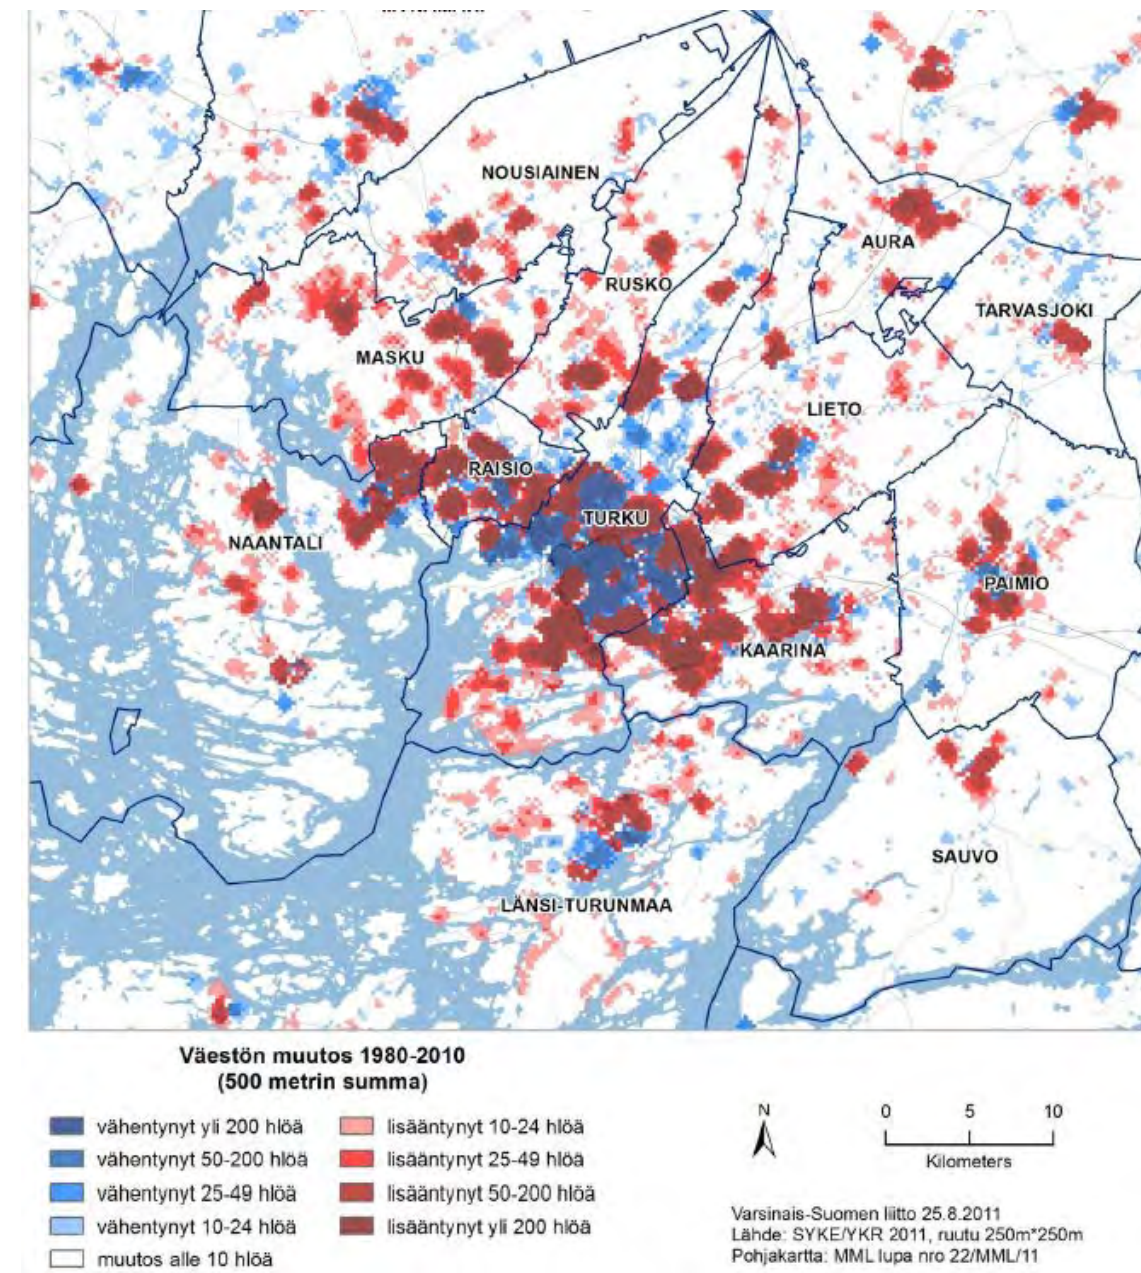 NOUSIAINEN
AURA
RUSKO
TARVASJOKI
MASKU
LIETO
RAISIO
TURKU
NAANTALI
PAIMIO
KAARINA
SAUVO
LÄNSI-TURUNMAA
Väestön muutos 1980-2010
(500 metrin summa)
vähentynyt yli 200 hlöä
vähentynyt 50-200 hlöä
vähentynyt 25-49 hlöä
vähentynyt 10-24 hlöä
muutos alle 10 hlöä
lisääntynyt 10-24 hlöä
lisääntynyt 25-49 hlöä
lisääntynyt 50-200 hlöä
lisääntynyt yli 200 hlöä
N
0 5 10
Kilometers
Varsinais-Suomen liitto 25.8.2011
Lähde: SYKE/YKR 2011, ruutu 250m*250m
Pohjakartta: MML lupa nro 22/MML/11